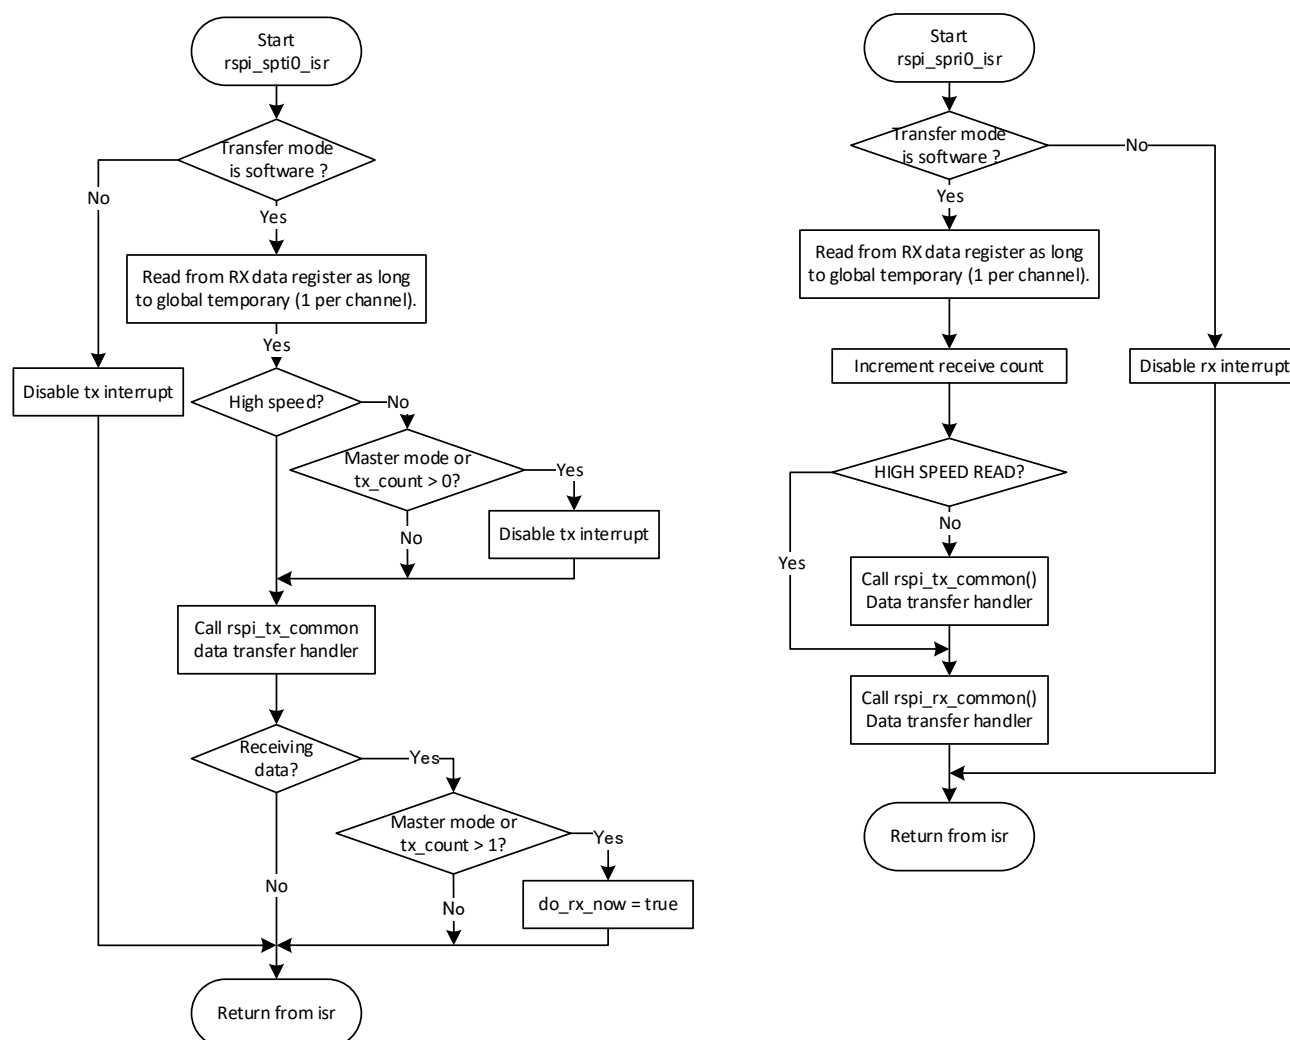 Start
rspi_spti0_isr
Transfer mode
is software ?
No
Yes
Read from RX data register as long
to global temporary (1 per channel).
Yes
Disable tx interrupt
High speed?
No
Master mode or
tx_count > 0?
Yes
No
Disable tx interrupt
Call rspi_tx_common
data transfer handler
Receiving
data?
Yes
Master mode or
tx_count > 1?
Yes
No
No
do_rx_now = true
Return from isr
Start
rspi_spri0_isr
Transfer mode
is software ?
No
Yes
Read from RX data register as long
to global temporary (1 per channel).
Increment receive count
Disable rx interrupt
HIGH SPEED READ?
No
Yes
Call rspi_tx_common()
Data transfer handler
Call rspi_rx_common()
Data transfer handler
Return from isr